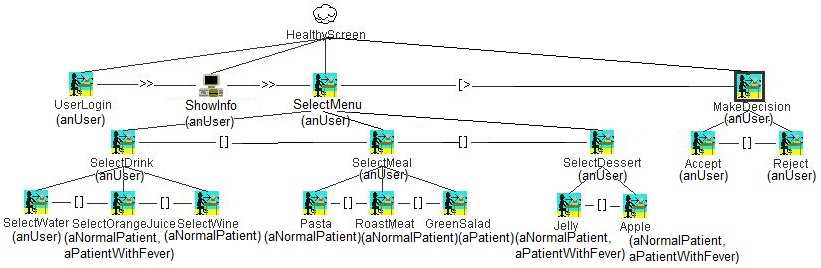 HealthyScreen
>> >> [>
UserLogin ShowInfo SelectMenu MakeDecision
(anUser) (anUser) (anUser) (anUser)
[] [] []
SelectDrink SelectMeal SelectDessert Accept Reject
(anUser) (anUser) (anUser) (anUser) (anUser)
[] [] [] [] []
SelectWater SelectOrangeJuice SelectWine Pasta RoastMeat GreenSalad Jelly Apple
(anUser) (aNormalPatient, (aNormalPatient) (aNormalPatient) (aNormalPatient) (aPatient) (aNormalPatient, (aNormalPatient,
aPatientWithFever) aPatientWithFever) aPatientWithFever)